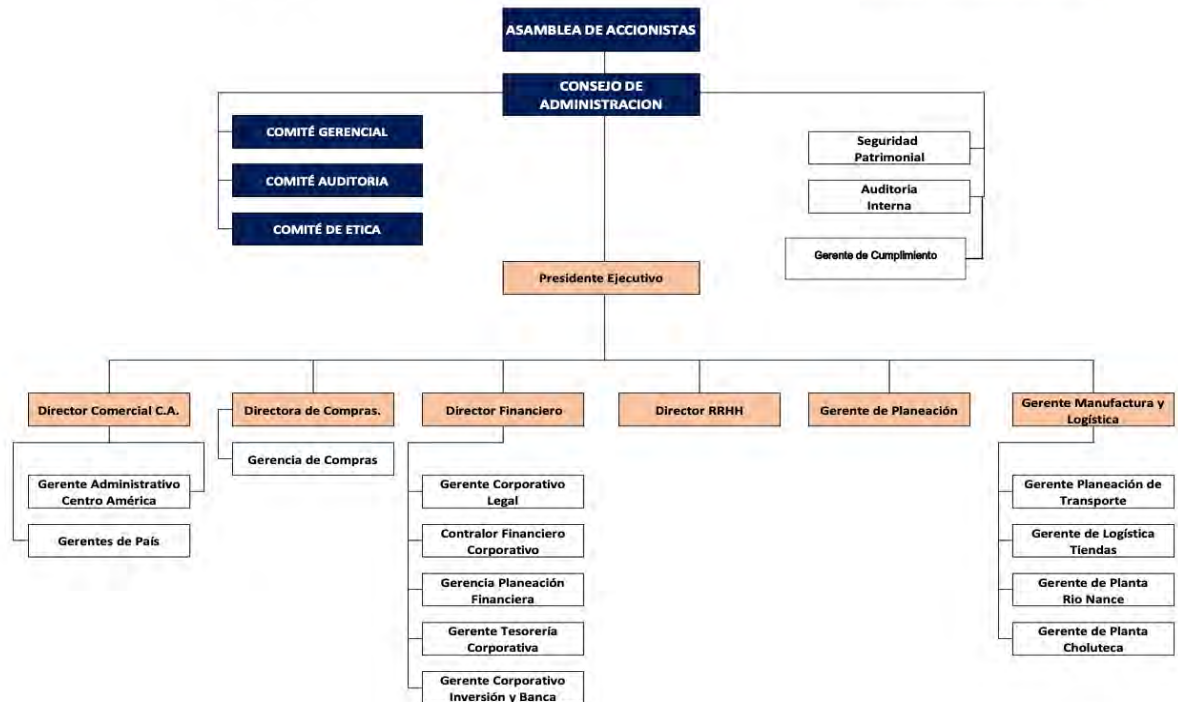 ASAMBLEA DE ACCIONISTAS
CONSEJO DE
ADMINISTRACION
COMITÉ GERENCIAL
COMITÉ AUDITORIA
COMITÉ DE ETICA
Seguridad
Patrimonial
Auditoria
Interna
Gerente de Cumplimiento
Presidente Ejecutivo
Director Comercial C.A.
Gerente Administrativo
Centro América
Gerentes de País
Directora de Compras.
Gerencia de Compras
Director Financiero
Gerente Corporativo
Legal
Contralor Financiero
Corporativo
Gerencia Planeación
Financiera
Gerente Tesorería
Corporativa
Gerente Corporativo
Inversión y Banca
Director RRHH
Gerente de Planeación
Gerente Manufactura y
Logística
Gerente Planeación de
Transporte
Gerente de Logística
Tiendas
Gerente de Planta
Rio Nance
Gerente de Planta
Choluteca